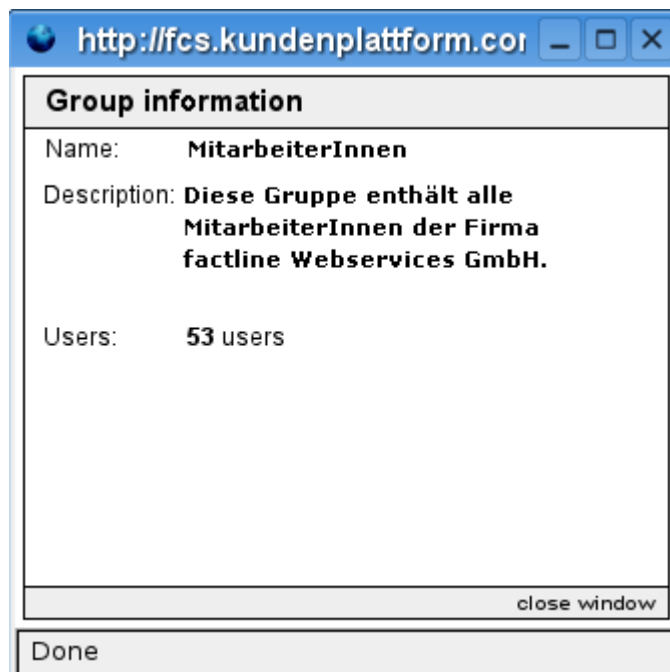 http://fcs.kundenplattform.cor
Group information
Name: MitarbeiterInnen
Description: Diese Gruppe enthält alle
MitarbeiterInnen der Firma
factline Webservices GmbH.
Users: 53 users
close window
Done